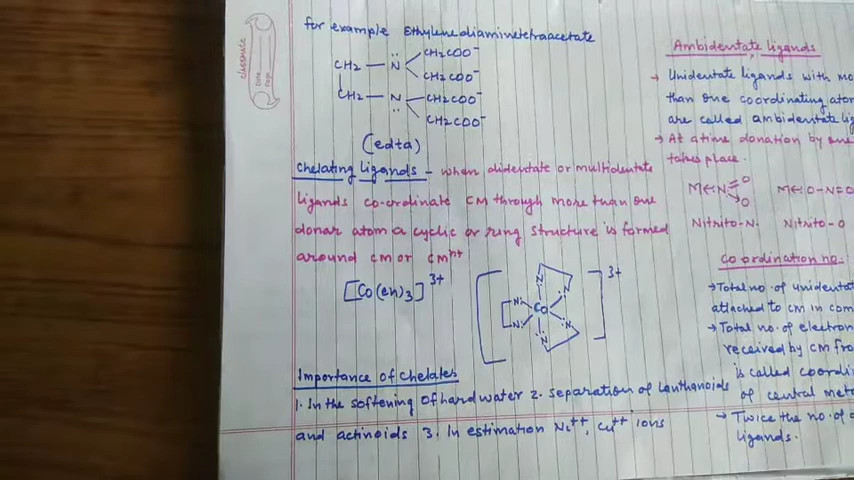 classmate
Date
Page
for example Ethylenediaminetetraacetate
CH2 — N̈ CH2COO⁻
CH2COO⁻
CH2 — N̈ CH2COO⁻
CH2COO⁻
(edta)
Chelating Ligands - when didentate or multidentate
ligands co-ordinate CM through more than one
donar atom a cyclic or ring structure is formed
around cm or cmⁿ⁺
[Co(en)3]³⁺
[Co N N N N N N]³⁺
Importance of Chelates
1. In the softening of hard water 2. separation of Lanthanoids
and actinoids 3. In estimation Ni⁺⁺, Cu⁺⁺ ions
Ambidentate ligands
→ Unidentate ligands with mo
than one coordinating ato
are called ambidentate li
→ At a time donation by one
takes place.
M←N O O
M←:O-N=O
Nitrito-N.
Nitrito-O
Co ordination no.
→ Total no. of unidentat
attached to CM in com
→ Total no. of electron
received by CM fro
is called coordi
of central met
→ Twice the no. of
ligands.